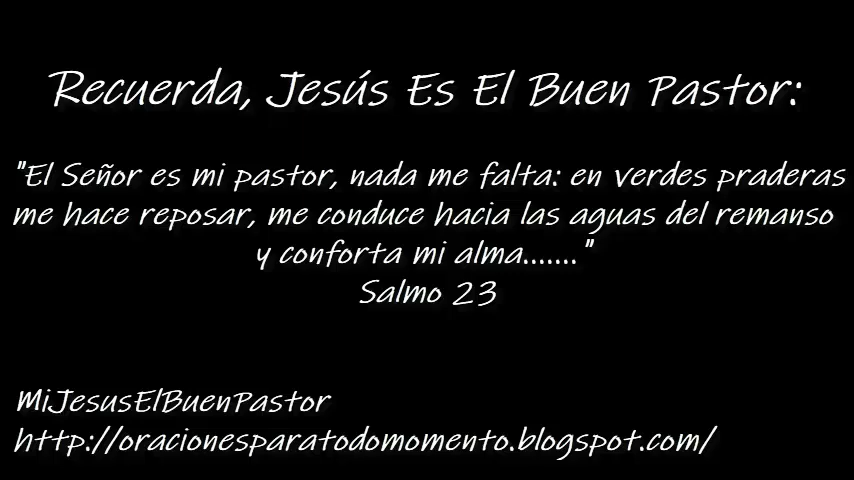 Recuerda, Jesús Es El Buen Pastor:
"El Señor es mi pastor, nada me falta: en verdes praderas
me hace reposar, me conduce hacia las aguas del remanso
y conforta mi alma......."
Salmo 23
MiJesusElBuenPastor
http://oracionesparatodomomento.blogspot.com/